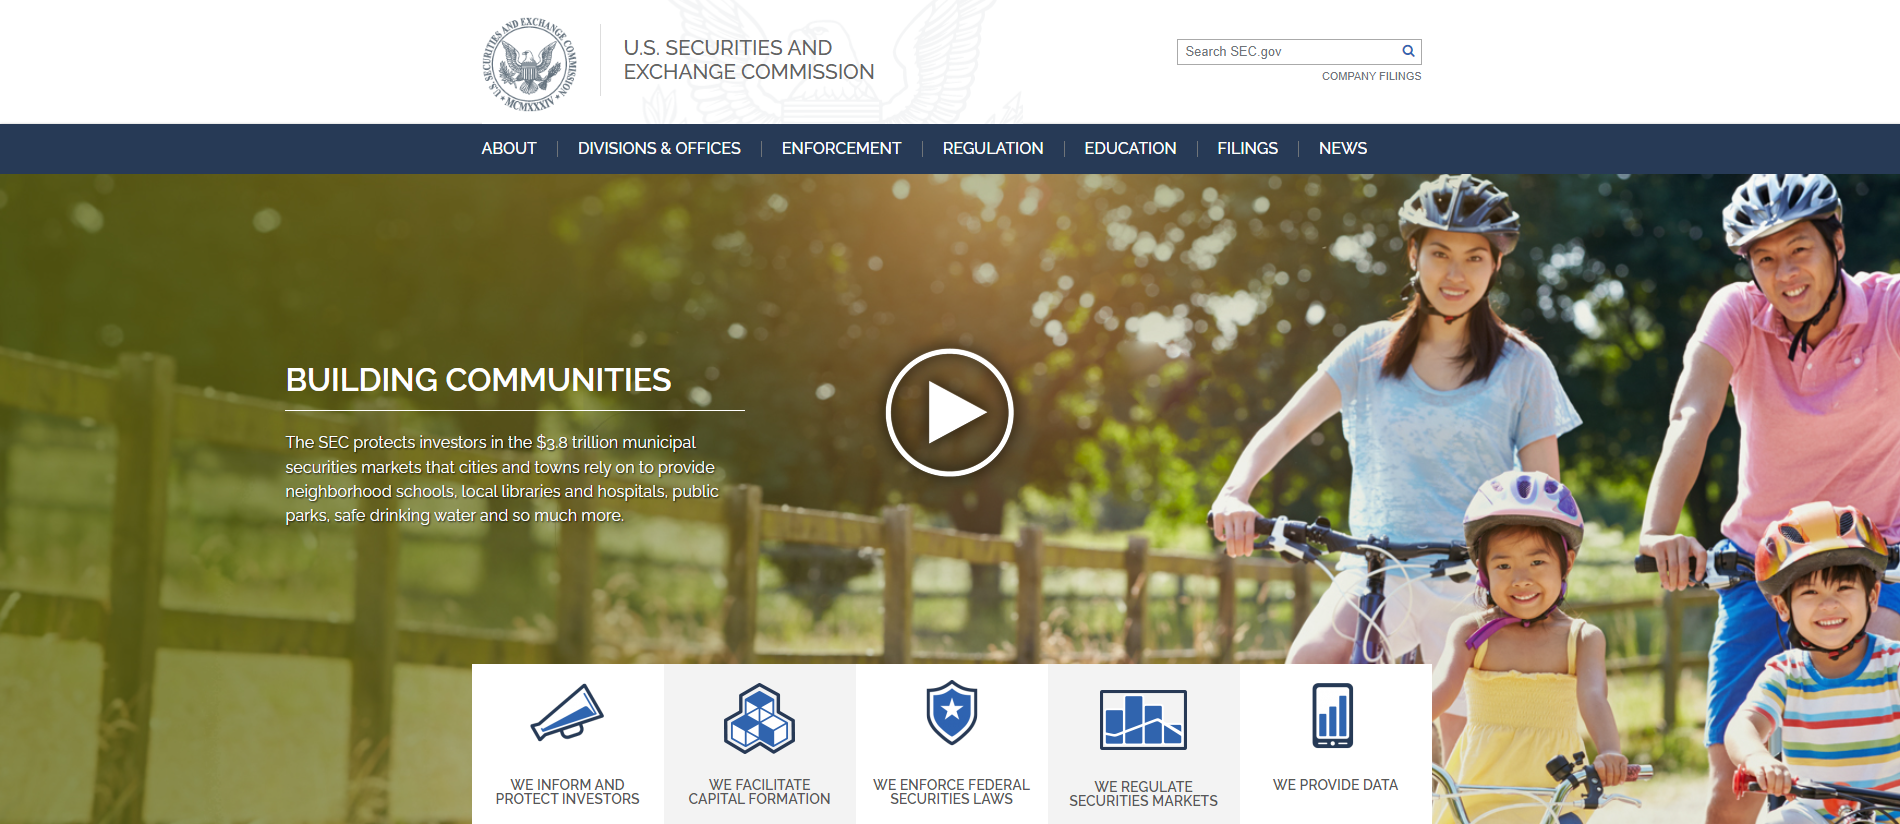 U.S. SECURITIES AND EXCHANGE COMMISSION
MCMXXXIV
U.S. SECURITIES AND
EXCHANGE COMMISSION
Search SEC.gov
COMPANY FILINGS
ABOUT
DIVISIONS & OFFICES
ENFORCEMENT
REGULATION
EDUCATION
FILINGS
NEWS
BUILDING COMMUNITIES
The SEC protects investors in the $3.8 trillion municipal
securities markets that cities and towns rely on to provide
neighborhood schools, local libraries and hospitals, public
parks, safe drinking water and so much more.
WE INFORM AND
PROTECT INVESTORS
WE FACILITATE
CAPITAL FORMATION
WE ENFORCE FEDERAL
SECURITIES LAWS
WE REGULATE
SECURITIES MARKETS
WE PROVIDE DATA